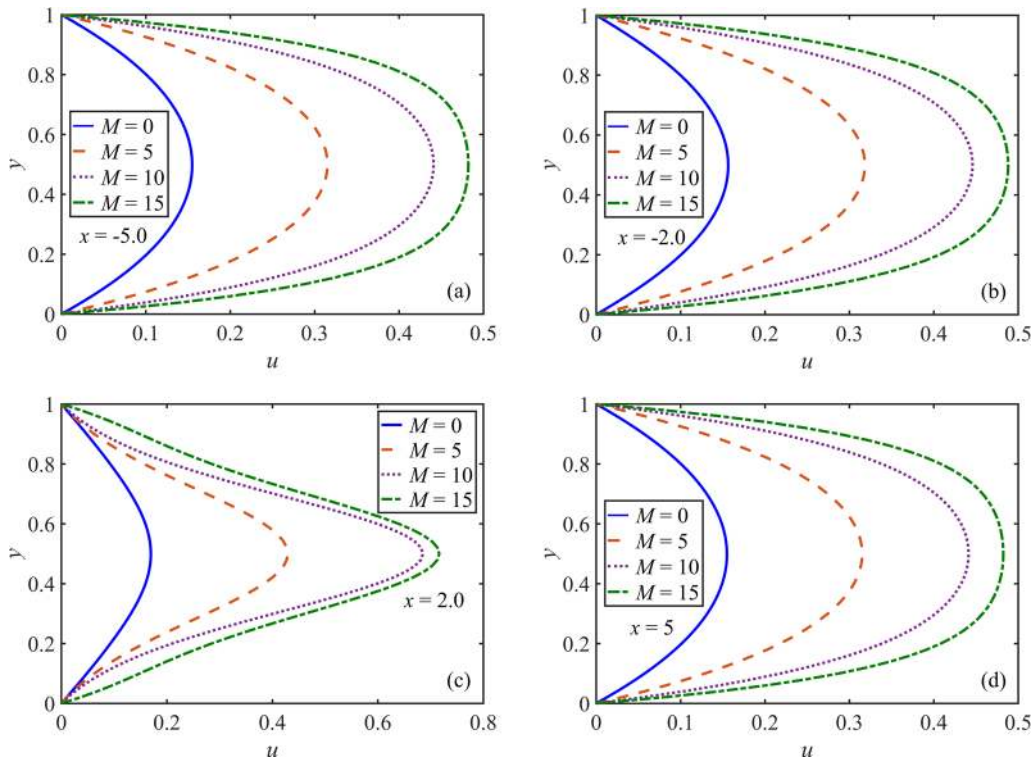 1
0.8
0.6
0.4
0.2
0
y
M = 0
M = 5
M = 10
M = 15
x = -5.0
(a)
0 0.1 0.2 0.3 0.4 0.5
u
1
0.8
0.6
0.4
0.2
0
y
M = 0
M = 5
M = 10
M = 15
x = -2.0
(b)
0 0.1 0.2 0.3 0.4 0.5
u
1
0.8
0.6
0.4
0.2
0
y
M = 0
M = 5
M = 10
M = 15
x = 2.0
(c)
0 0.2 0.4 0.6 0.8
u
1
0.8
0.6
0.4
0.2
0
y
M = 0
M = 5
M = 10
M = 15
x = 5
(d)
0 0.1 0.2 0.3 0.4 0.5
u